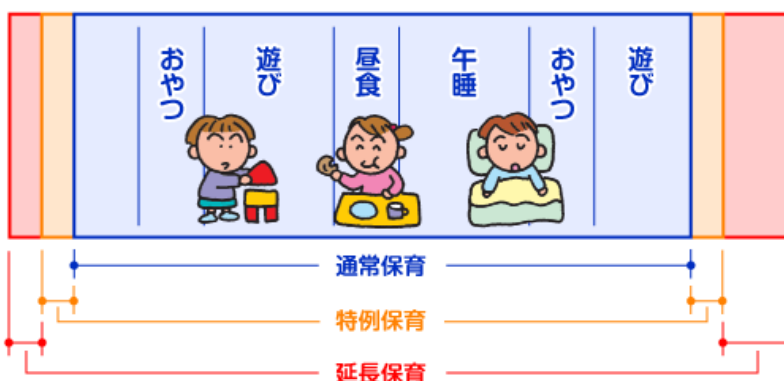 おやつ
遊び
昼食
午睡
おやつ
遊び
通常保育
特例保育
延長保育